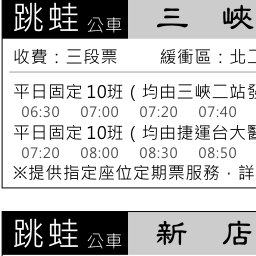 跳蛙公車 三峽
收費：三段票 緩衝區：北二
平日固定10班（均由三峽二站發
06:30 07:00 07:20 07:40
平日固定10班（均由捷運台大醫
07:20 08:00 08:30 08:50
※提供指定座位定期票服務，詳
跳蛙公車 新店